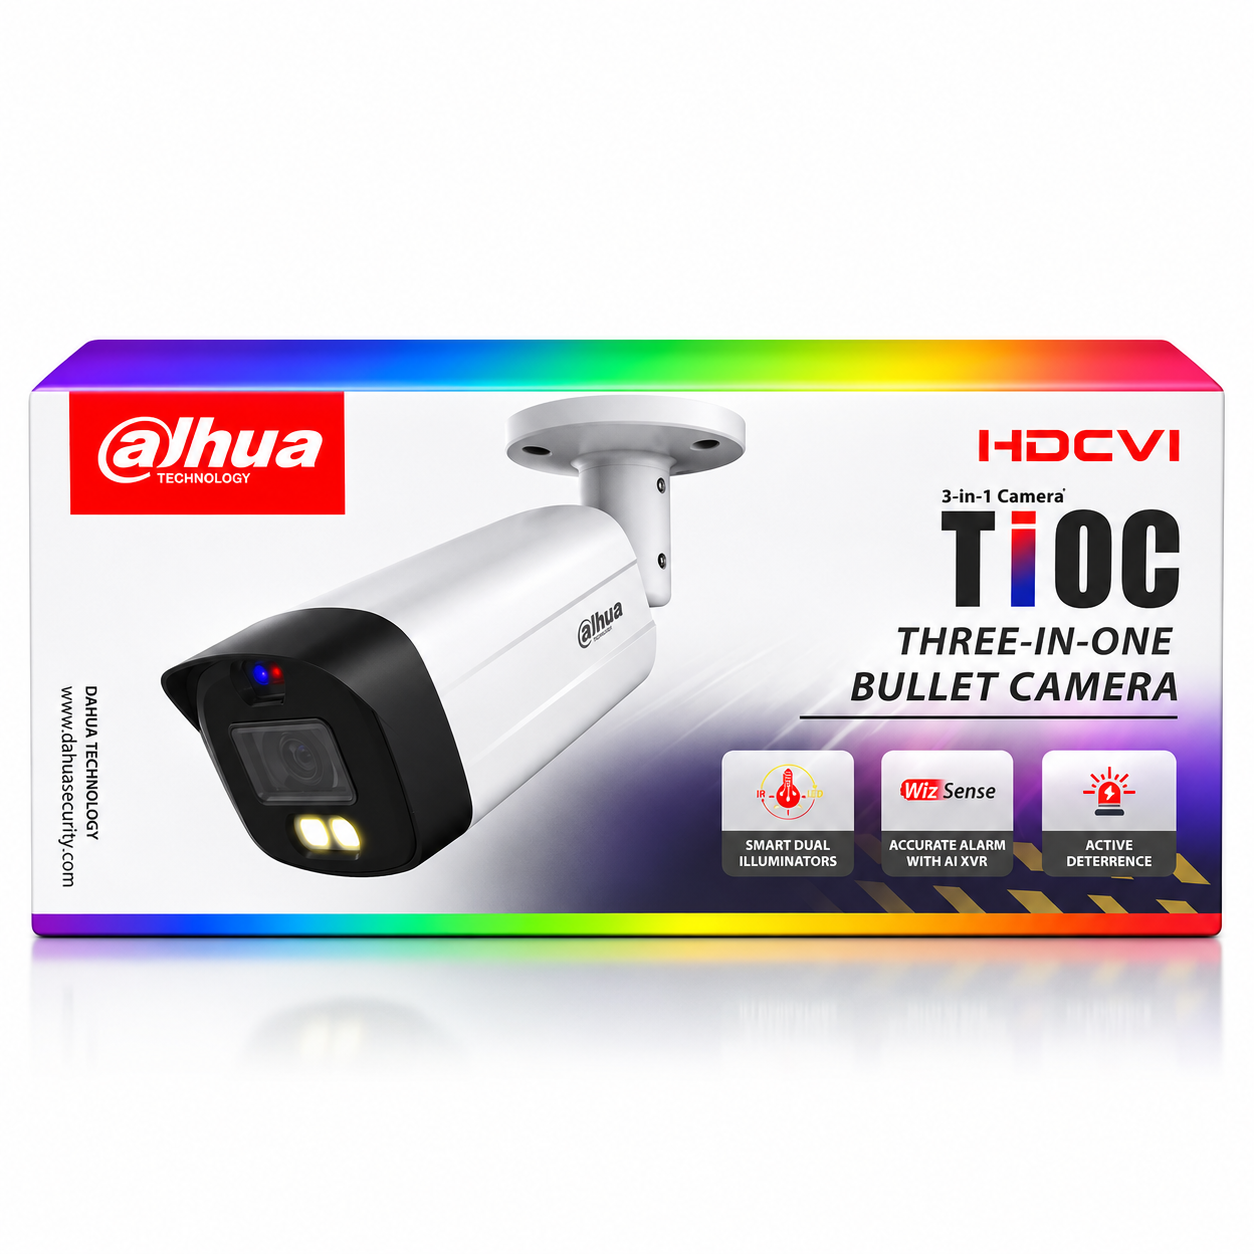 alhua
TECHNOLOGY
HDCVI
3-in-1 Camera
TiOC
THREE-IN-ONE
BULLET CAMERA
alhua
TECHNOLOGY
DAHUA TECHNOLOGY
www.dahuasecurity.com
IR LED
Wiz Sense
SMART DUAL
ILLUMINATORS
ACCURATE ALARM
WITH AI XVR
ACTIVE
DETERRENCE